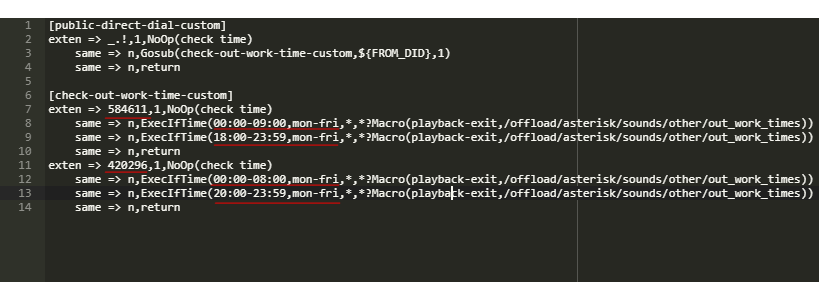 1 [public-direct-dial-custom]
2 exten => _.!,1,NoOp(check time)
3 same => n,Gosub(check-out-work-time-custom,${FROM_DID},1)
4 same => n,return
5
6 [check-out-work-time-custom]
7 exten => 584611,1,NoOp(check time)
8 same => n,ExecIfTime(00:00-09:00,mon-fri,*,*?Macro(playback-exit,/offload/asterisk/sounds/other/out_work_times))
9 same => n,ExecIfTime(18:00-23:59,mon-fri,*,*?Macro(playback-exit,/offload/asterisk/sounds/other/out_work_times))
10 same => n,return
11 exten => 420296,1,NoOp(check time)
12 same => n,ExecIfTime(00:00-08:00,mon-fri,*,*?Macro(playback-exit,/offload/asterisk/sounds/other/out_work_times))
13 same => n,ExecIfTime(20:00-23:59,mon-fri,*,*?Macro(playback-exit,/offload/asterisk/sounds/other/out_work_times))
14 same => n,return